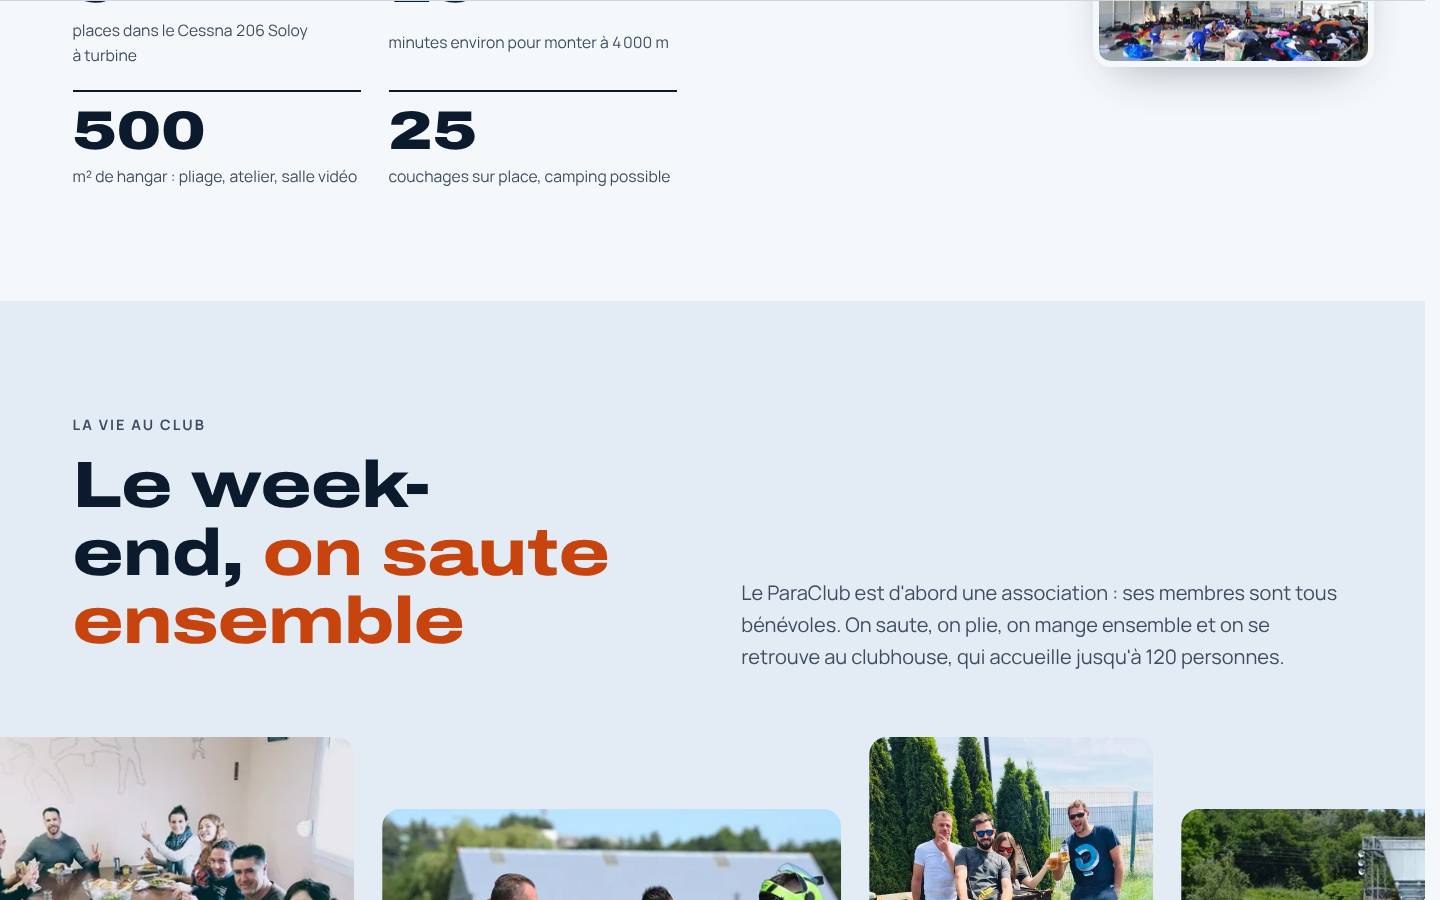 places dans le Cessna 206 Soloy
à turbine
minutes environ pour monter à 4 000 m
500
25
m² de hangar : pliage, atelier, salle vidéo
couchages sur place, camping possible
LA VIE AU CLUB
Le week-
end, on saute
ensemble
Le ParaClub est d'abord une association : ses membres sont tous
bénévoles. On saute, on plie, on mange ensemble et on se
retrouve au clubhouse, qui accueille jusqu'à 120 personnes.